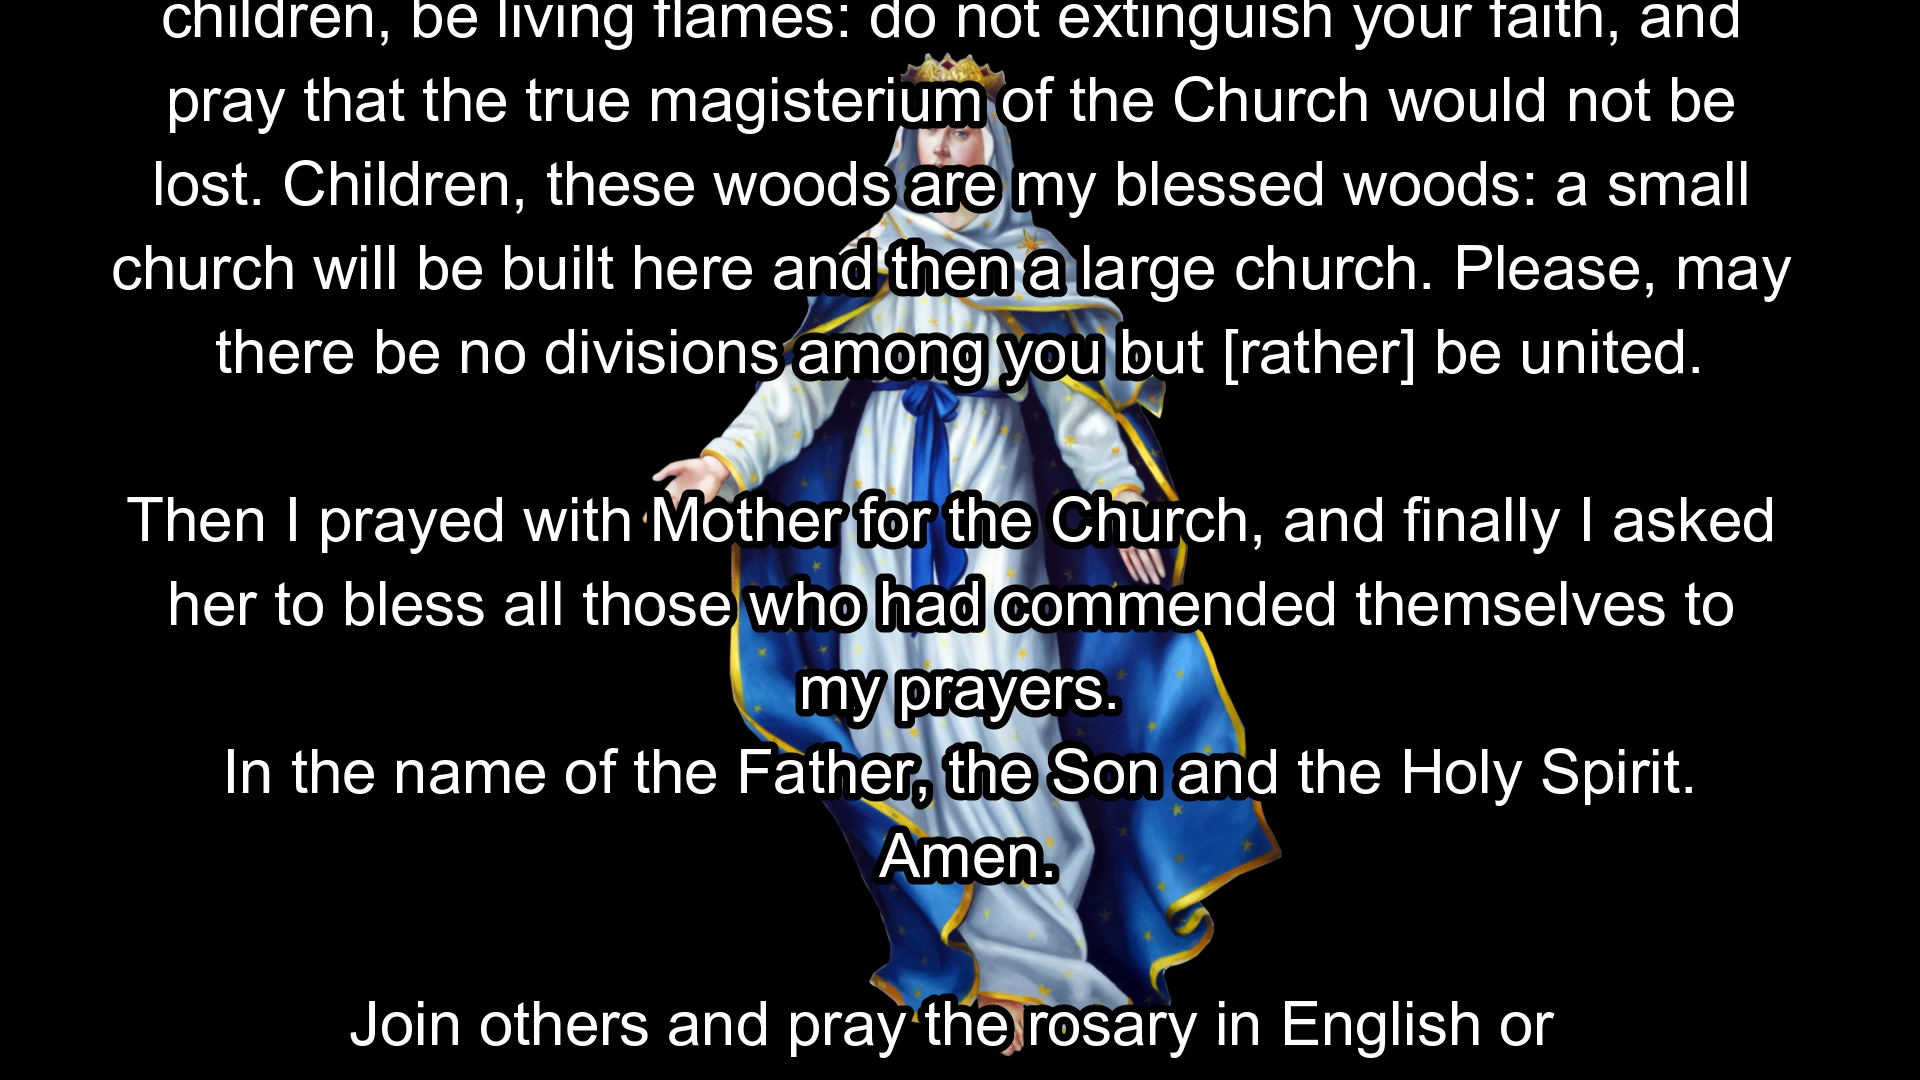 children, be living flames: do not extinguish your faith, and
pray that the true magisterium of the Church would not be
lost. Children, these woods are my blessed woods: a small
church will be built here and then a large church. Please, may
there be no divisions among you but [rather] be united.
Then I prayed with Mother for the Church, and finally I asked
her to bless all those who had commended themselves to
my prayers.
In the name of the Father, the Son and the Holy Spirit.
Amen.
Join others and pray the rosary in English or